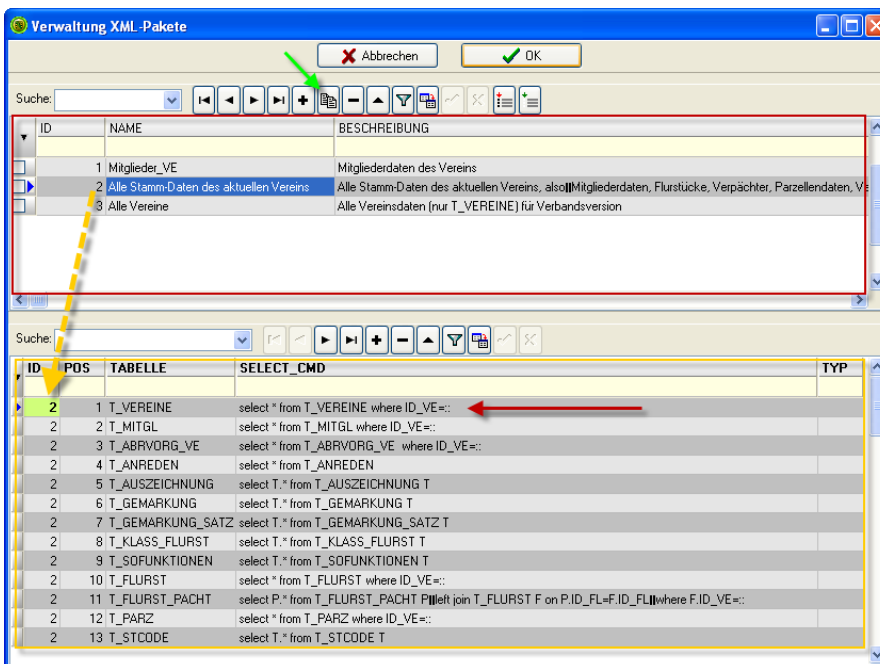 Verwaltung XML-Pakete
Abbrechen OK
Suche:
ID NAME BESCHREIBUNG
1 Mitglieder_VE Mitgliederdaten des Vereins
2 Alle Stamm-Daten des aktuellen Vereins Alle Stamm-Daten des aktuellen Vereins, also||Mitgliederdaten, Flurstücke, Verpächter, Parzellendaten, Ve
3 Alle Vereine Alle Vereinsdaten (nur T_VEREINE) für Verbandsversion
Suche:
ID POS TABELLE SELECT_CMD TYP
2 1 T_VEREINE select * from T_VEREINE where ID_VE=::
2 2 T_MITGL select * from T_MITGL where ID_VE=::
2 3 T_ABRVORG_VE select * from T_ABRVORG_VE where ID_VE=::
2 4 T_ANREDEN select * from T_ANREDEN
2 5 T_AUSZEICHNUNG select T.* from T_AUSZEICHNUNG T
2 6 T_GEMARKUNG select T.* from T_GEMARKUNG T
2 7 T_GEMARKUNG_SATZ select T.* from T_GEMARKUNG_SATZ T
2 8 T_KLASS_FLURST select T.* from T_KLASS_FLURST T
2 9 T_SOFUNKTIONEN select T.* from T_SOFUNKTIONEN T
2 10 T_FLURST select * from T_FLURST where ID_VE=::
2 11 T_FLURST_PACHT select P.* from T_FLURST_PACHT P||left join T_FLURST F on P.ID_FL=F.ID_FL||where F.ID_VE=::
2 12 T_PARZ select * from T_PARZ where ID_VE=::
2 13 T_STCODE select T.* from T_STCODE T